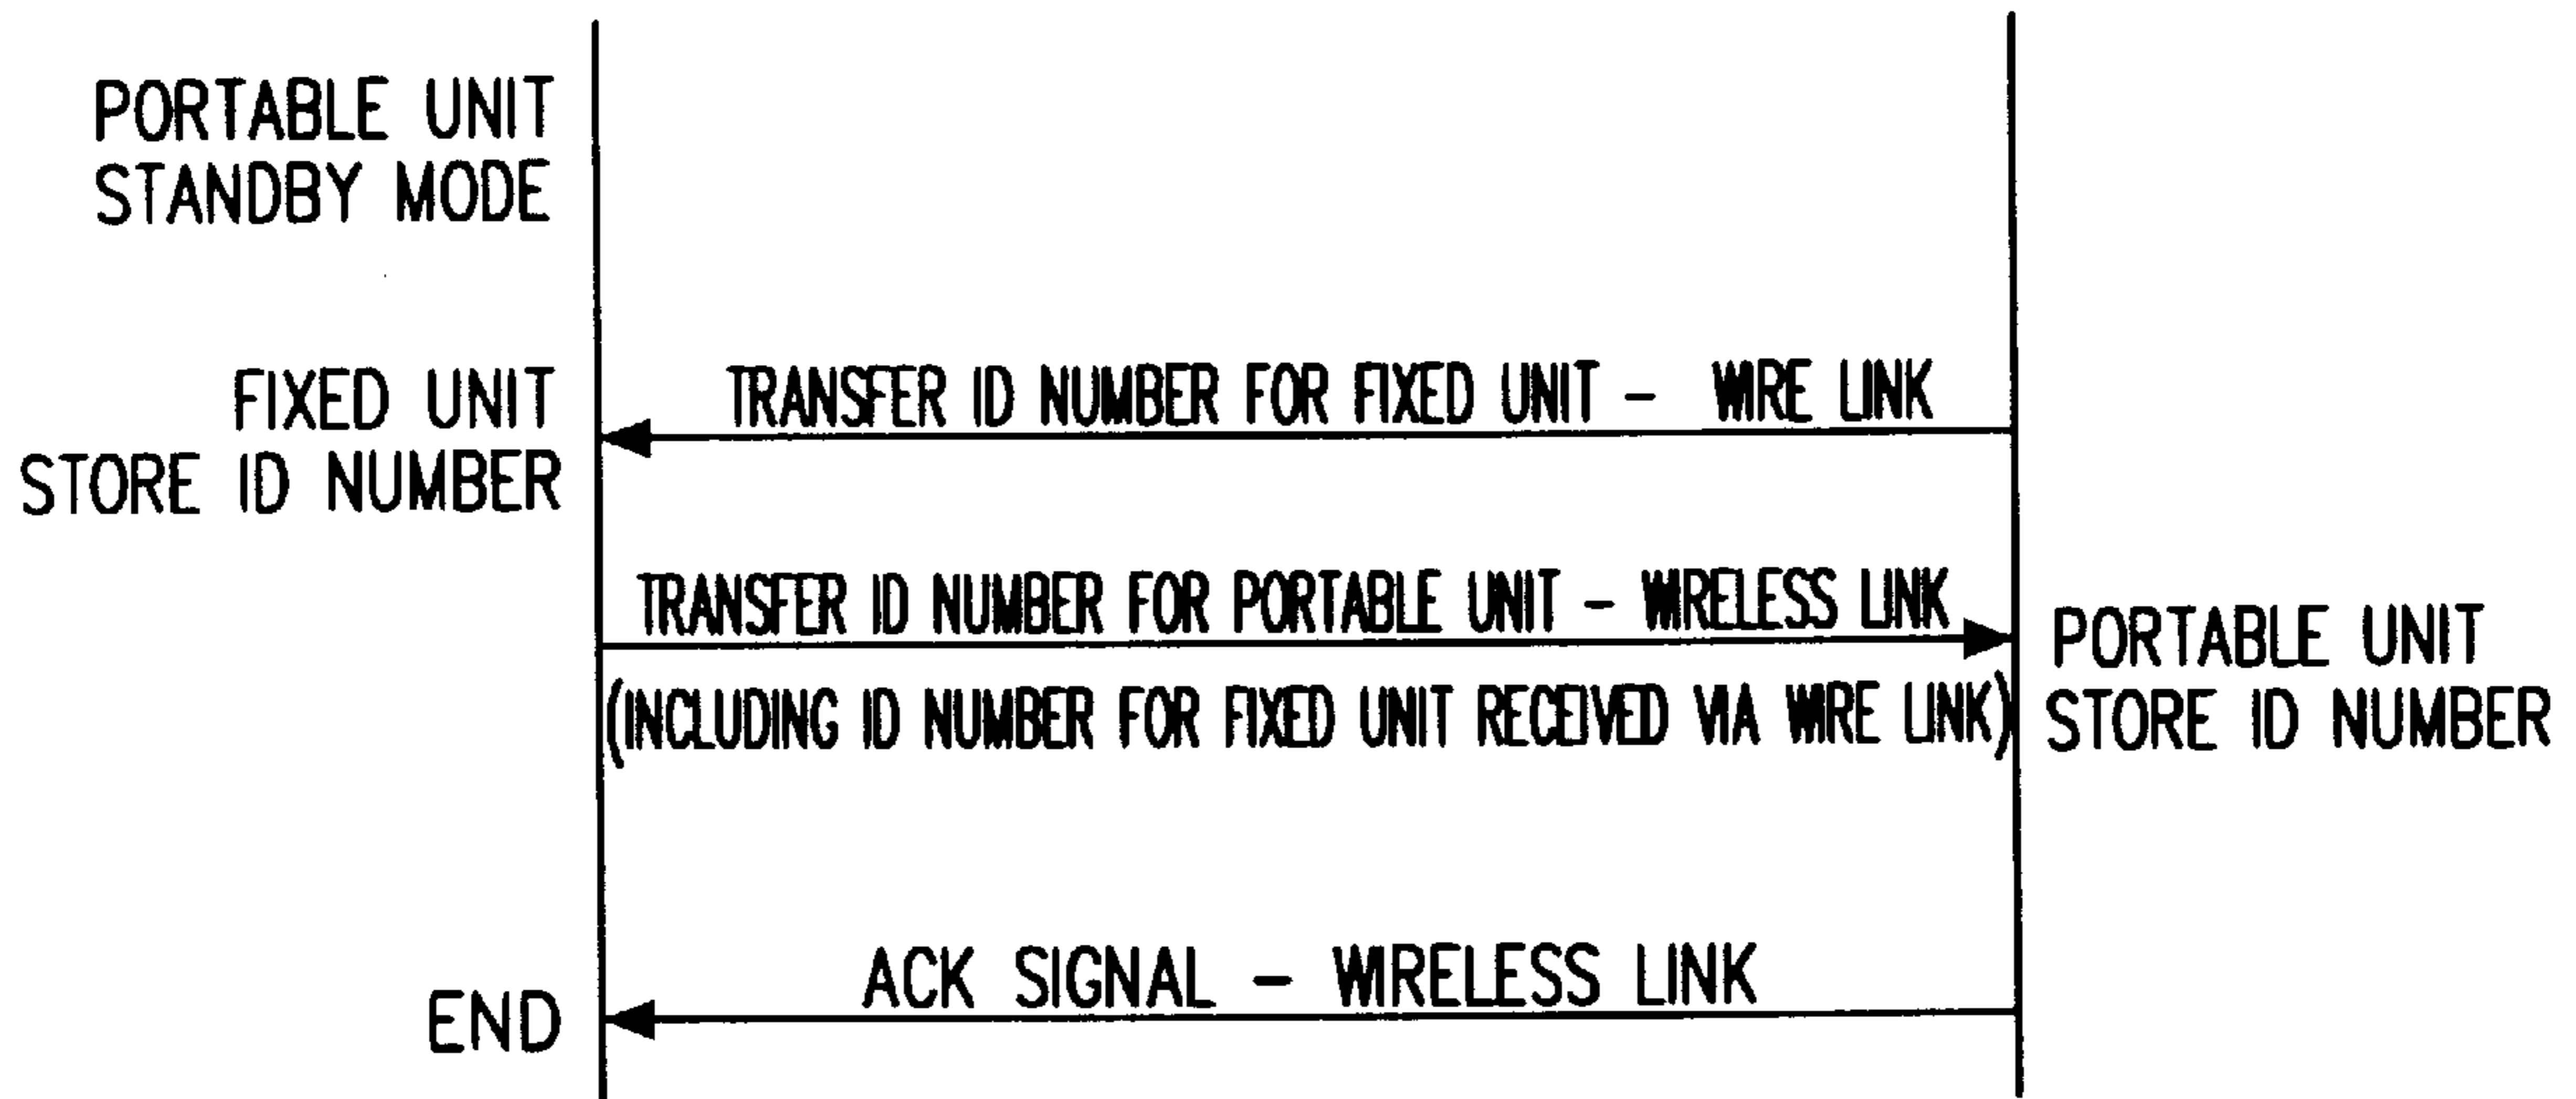 PORTABLE UNIT
STANDBY MODE
FIXED UNIT
STORE ID NUMBER
TRANSFER ID NUMBER FOR FIXED UNIT - WIRE LINK
TRANSFER ID NUMBER FOR PORTABLE UNIT - WIRELESS LINK
(INCLUDING ID NUMBER FOR FIXED UNIT RECEIVED VIA WIRE LINK)
PORTABLE UNIT
STORE ID NUMBER
ACK SIGNAL - WIRELESS LINK
END